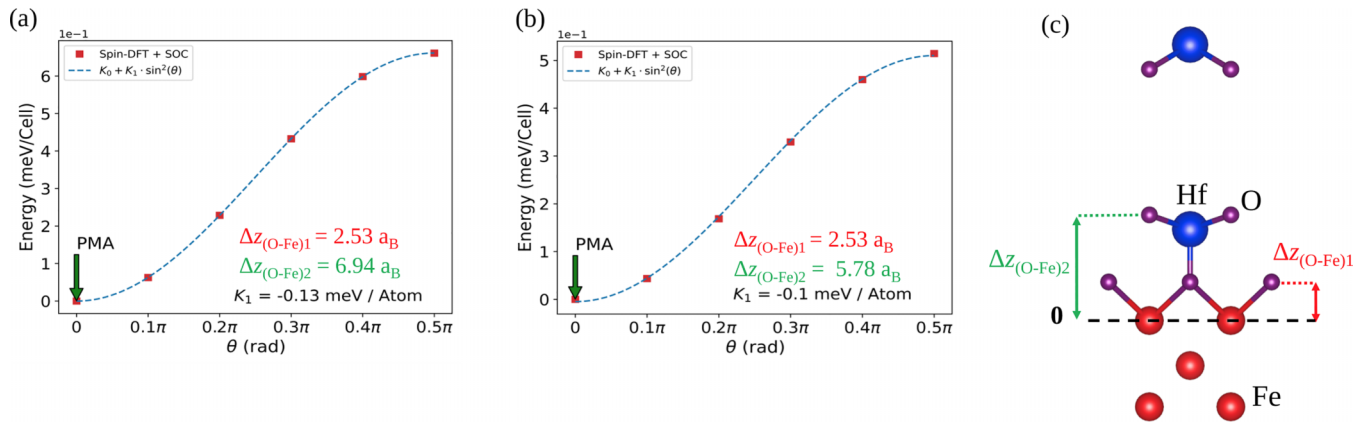 (a)
1e−1
Spin-DFT + SOC
K₀ + K₁ · sin²(θ)
Energy (meV/Cell)
6
5
4
3
2
1
0
PMA
Δz(O-Fe)1 = 2.53 aB
Δz(O-Fe)2 = 6.94 aB
K₁ = -0.13 meV / Atom
0 0.1π 0.2π 0.3π 0.4π 0.5π
θ (rad)
(b)
1e−1
Spin-DFT + SOC
K₀ + K₁ · sin²(θ)
Energy (meV/Cell)
5
4
3
2
1
0
PMA
Δz(O-Fe)1 = 2.53 aB
Δz(O-Fe)2 = 5.78 aB
K₁ = -0.1 meV / Atom
0 0.1π 0.2π 0.3π 0.4π 0.5π
θ (rad)
(c)
Hf
O
Δz(O-Fe)2
Δz(O-Fe)1
0
Fe